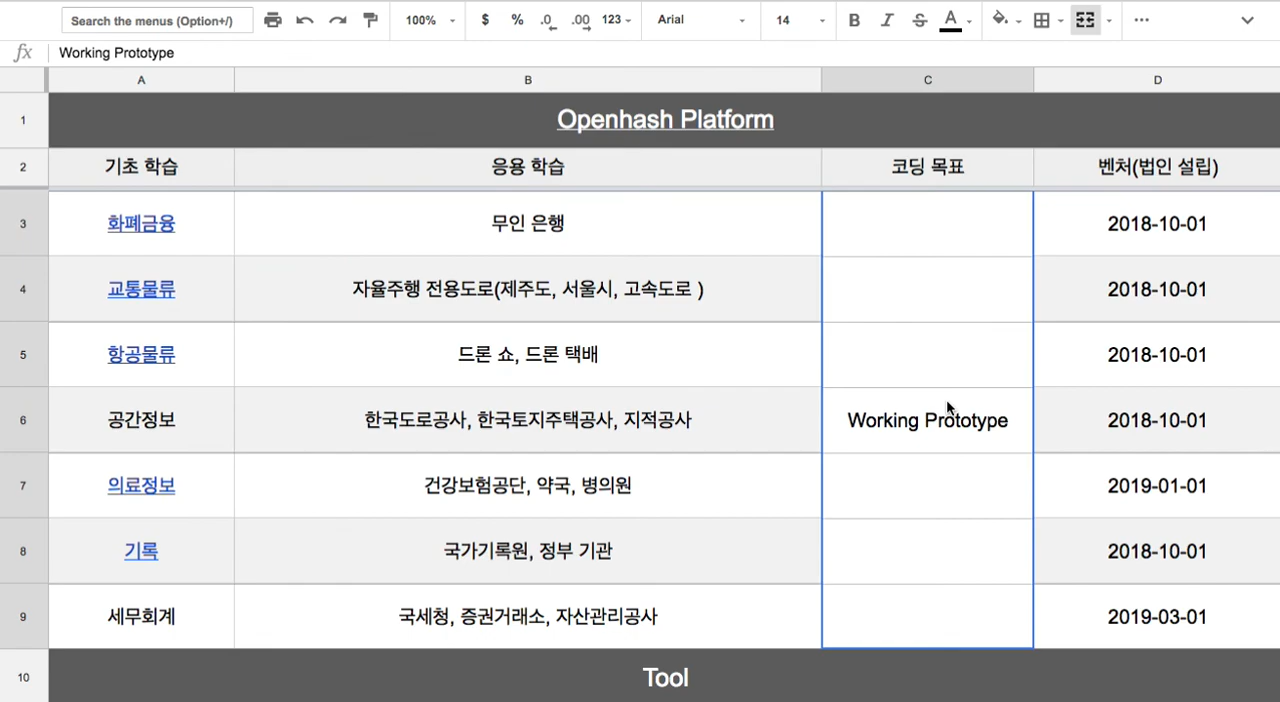 Search the menus (Option+/)
100%
$ % .0 .00 123
Arial
14
B I S A
fx Working Prototype
A B C D
1 Openhash Platform
2 기초 학습 응용 학습 코딩 목표 벤처(법인 설립)
3 화폐금융 무인 은행 2018-10-01
4 교통물류 자율주행 전용도로(제주도, 서울시, 고속도로 ) 2018-10-01
5 항공물류 드론 쇼, 드론 택배 2018-10-01
6 공간정보 한국도로공사, 한국토지주택공사, 지적공사 Working Prototype 2018-10-01
7 의료정보 건강보험공단, 약국, 병의원 2019-01-01
8 기록 국가기록원, 정부 기관 2018-10-01
9 세무회계 국세청, 증권거래소, 자산관리공사 2019-03-01
10 Tool